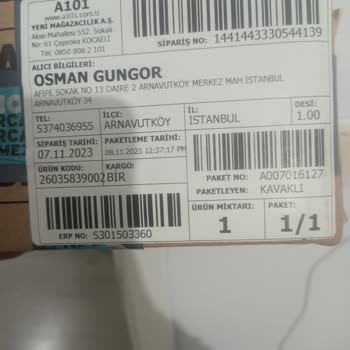 A101
www.a101.com.tr
YENİ MAĞAZACILIK A.Ş.
Akse Mahallesi 552. Sokak
No: 61 Çayırova KOCAELİ
Tel: 0850 808 2 101
SİPARİŞ NO: 1441443330544139
ALICI BİLGİLERİ:
OSMAN GUNGOR
AFIFE SOKAK NO 13 DAIRE 2 ARNAVUTKOY MERKEZ MAH İSTANBUL
ARNAVUTKÖY 34
TEL: 5374036955
İLÇE: ARNAVUTKÖY
İL: İSTANBUL
DESİ: 1.00
SİPARİŞ TARİHİ: 07.11.2023
PAKETLEME TARİHİ: 08.11.2023 12:37:17 PM
ÜRÜN KODU: 26035839002
KARGO: BİR
PAKET NO: A007016127
PAKETLEYEN: KAVAKLI
ERP NO: 5301503360
ÜRÜN MİKTARI: 1
PAKET: 1/1